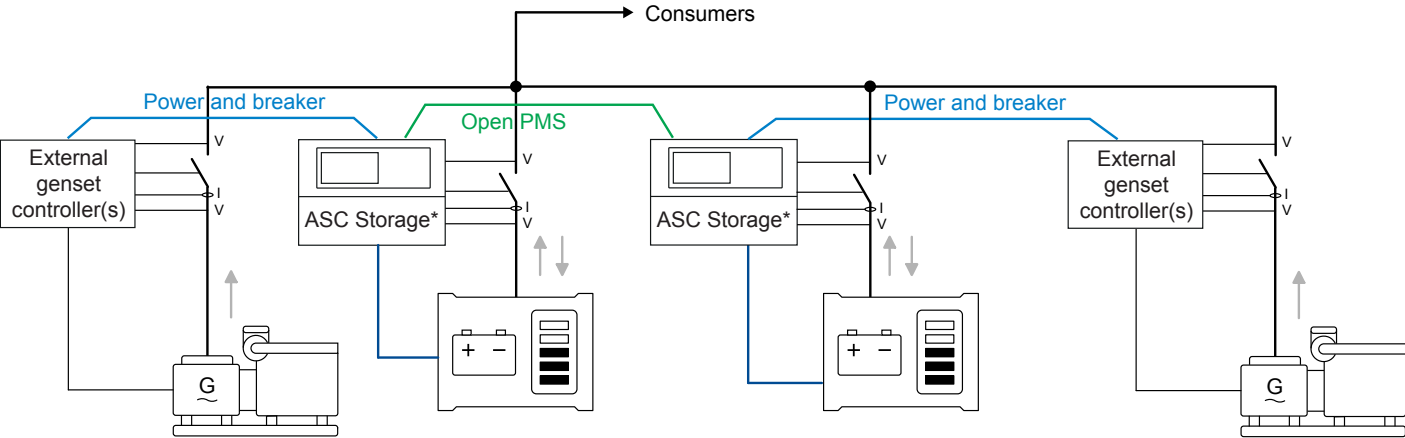 Consumers
Power and breaker
Open PMS
Power and breaker
External
genset
controller(s)
V
I
V
ASC Storage*
V
I
V
ASC Storage*
V
I
V
External
genset
controller(s)
V
I
V
G
+ −
+ −
G